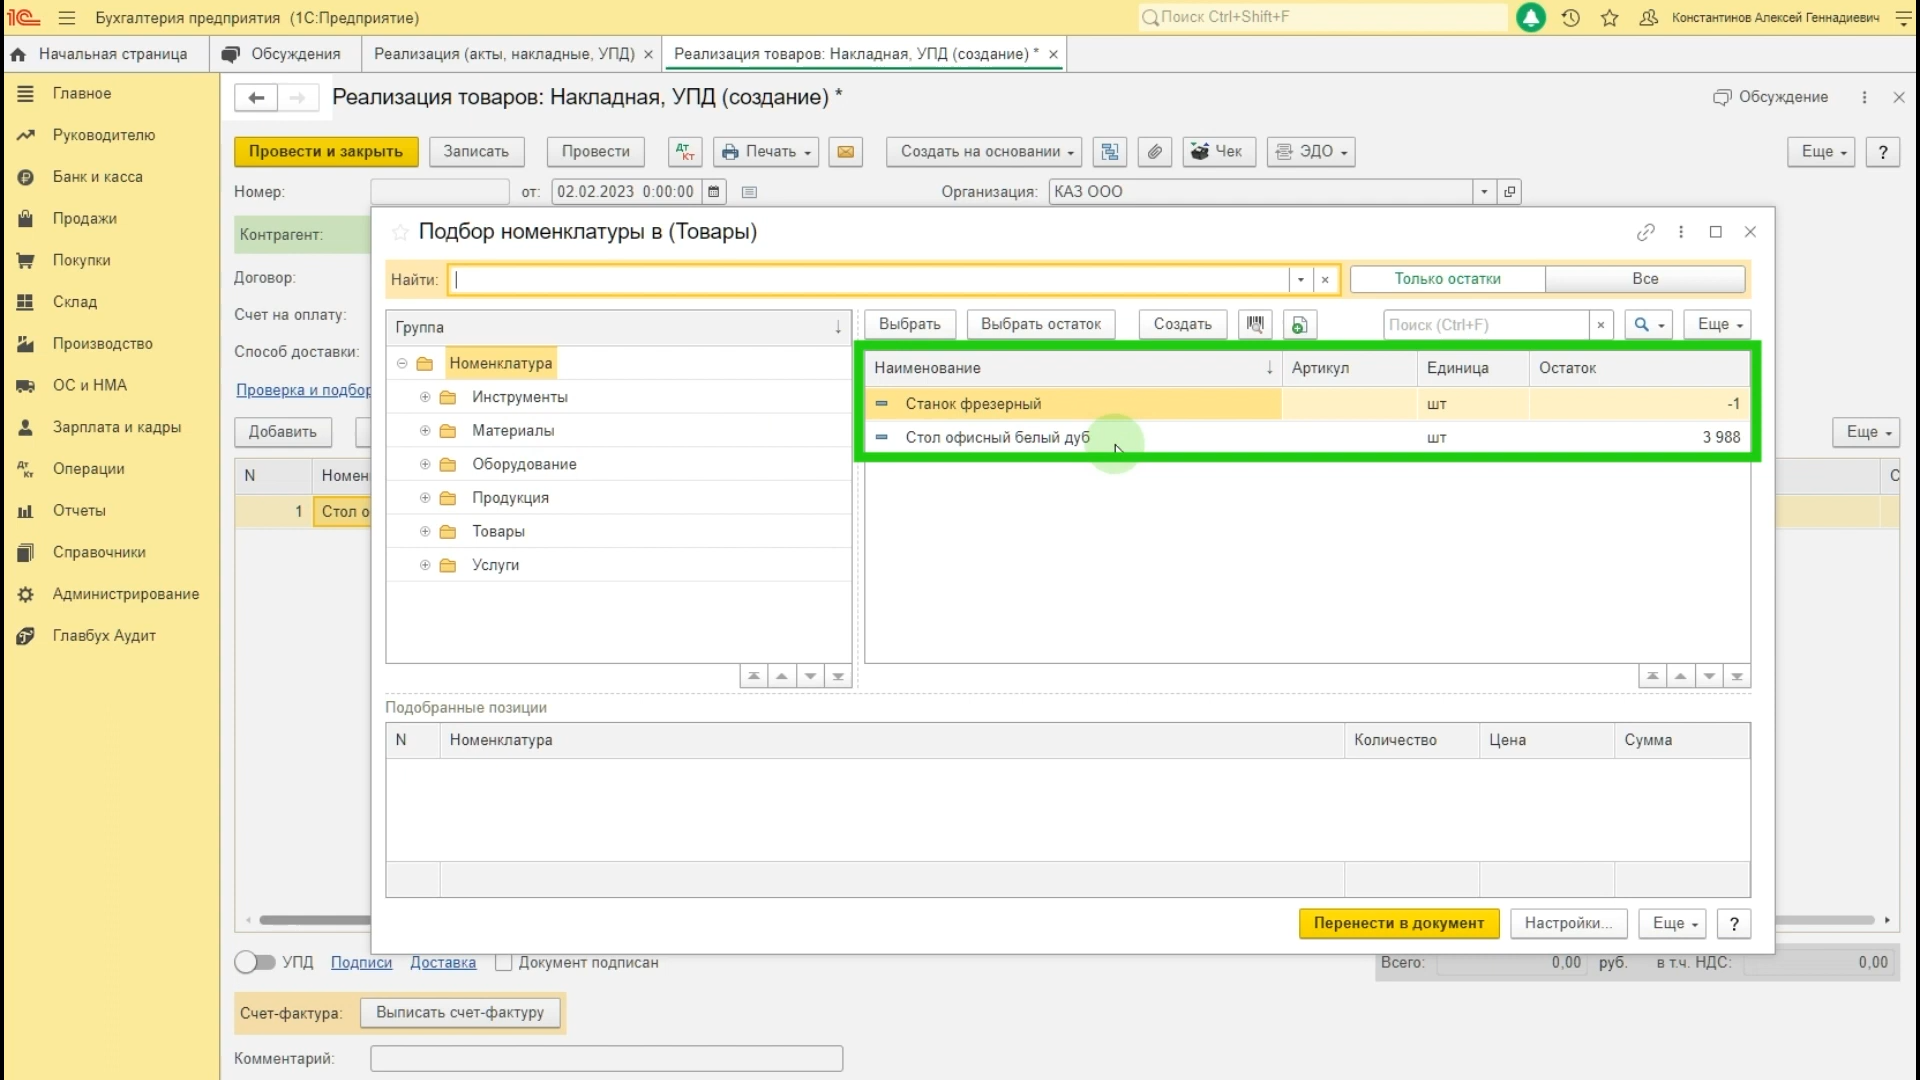 Бухгалтерия предприятия (1С:Предприятие)
Поиск Ctrl+Shift+F
Константинов Алексей Геннадиевич
Начальная страница
Обсуждения
Реализация (акты, накладные, УПД) ×
Реализация товаров: Накладная, УПД (создание) * ×
Главное
Руководителю
Банк и касса
Продажи
Покупки
Склад
Производство
ОС и НМА
Зарплата и кадры
Операции
Отчеты
Справочники
Администрирование
Главбух Аудит
Реализация товаров: Накладная, УПД (создание) *
Обсуждение
Провести и закрыть
Записать
Провести
Дт Кт
Печать
Создать на основании
Чек
ЭДО
Еще
?
Номер:
от:
02.02.2023 0:00:00
Организация:
КАЗ ООО
Контрагент:
Договор:
Счет на оплату:
Способ доставки:
Проверка и подбор
Добавить
Еще
N
Номен
С
1
Стол о
Подбор номенклатуры в (Товары)
Найти:
Только остатки
Все
Группа
Номенклатура
Инструменты
Материалы
Оборудование
Продукция
Товары
Услуги
Выбрать
Выбрать остаток
Создать
Поиск (Ctrl+F)
Еще
Наименование
Артикул
Единица
Остаток
Станок фрезерный
шт
-1
Стол офисный белый дуб
шт
3 988
Подобранные позиции
N
Номенклатура
Количество
Цена
Сумма
Перенести в документ
Настройки...
Еще
?
УПД
Подписи
Доставка
Документ подписан
Всего:
0,00
руб.
в т.ч. НДС:
0,00
Счет-фактура:
Выписать счет-фактуру
Комментарий: